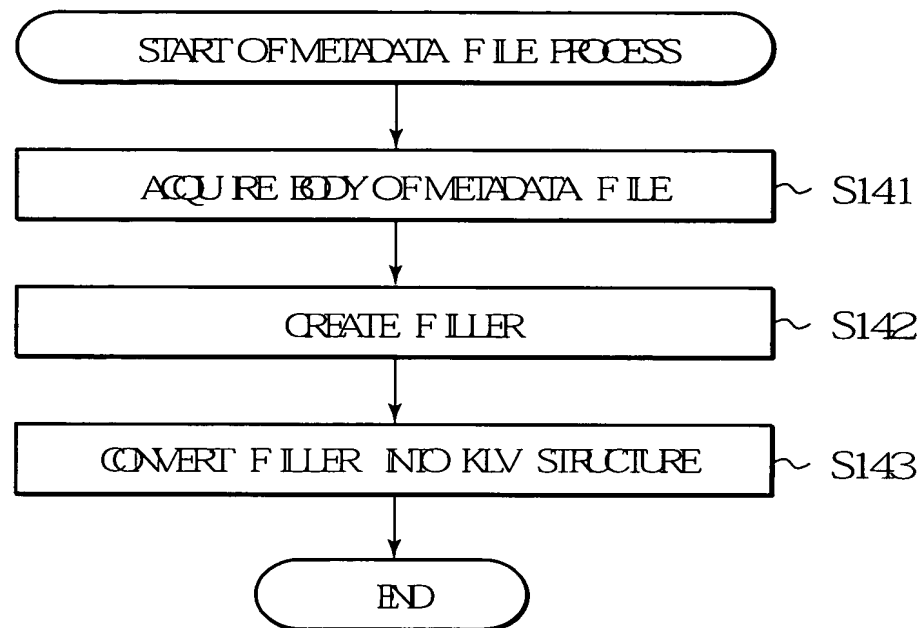 START OF METADATA FILE PROCESS
ACQUIRE BODY OF METADATA FILE S141
CREATE FILLER S142
CONVERT FILLER INTO KLV STRUCTURE S143
END